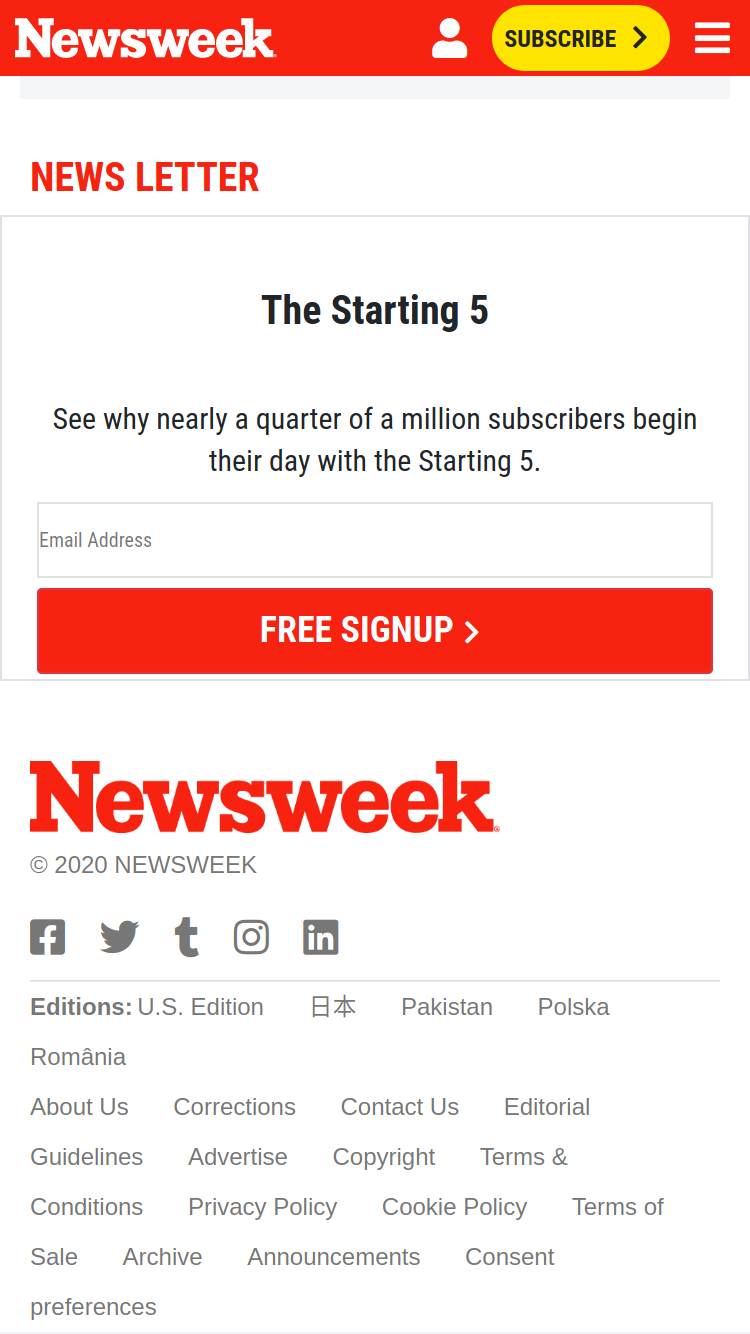 Newsweek
SUBSCRIBE
NEWS LETTER
The Starting 5
See why nearly a quarter of a million subscribers begin
their day with the Starting 5.
Email Address
FREE SIGNUP
Newsweek
© 2020 NEWSWEEK
Editions: U.S. Edition 日本 Pakistan Polska
România
About Us Corrections Contact Us Editorial
Guidelines Advertise Copyright Terms &
Conditions Privacy Policy Cookie Policy Terms of
Sale Archive Announcements Consent
preferences